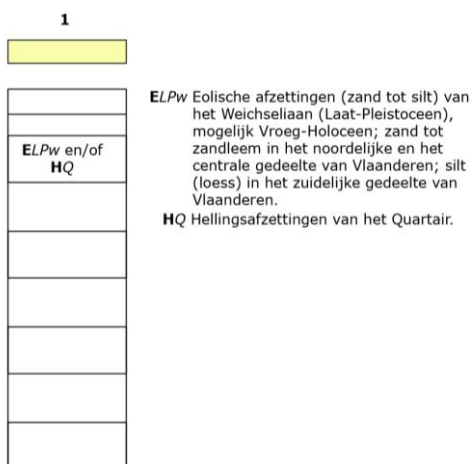 1
ELPw en/of
HQ
ELPw Eolische afzettingen (zand tot silt) van
het Weichseliaan (Laat-Pleistoceen),
mogelijk Vroeg-Holoceen; zand tot
zandleem in het noordelijke en het
centrale gedeelte van Vlaanderen; silt
(loess) in het zuidelijke gedeelte van
Vlaanderen.
HQ Hellingsafzettingen van het Quartair.